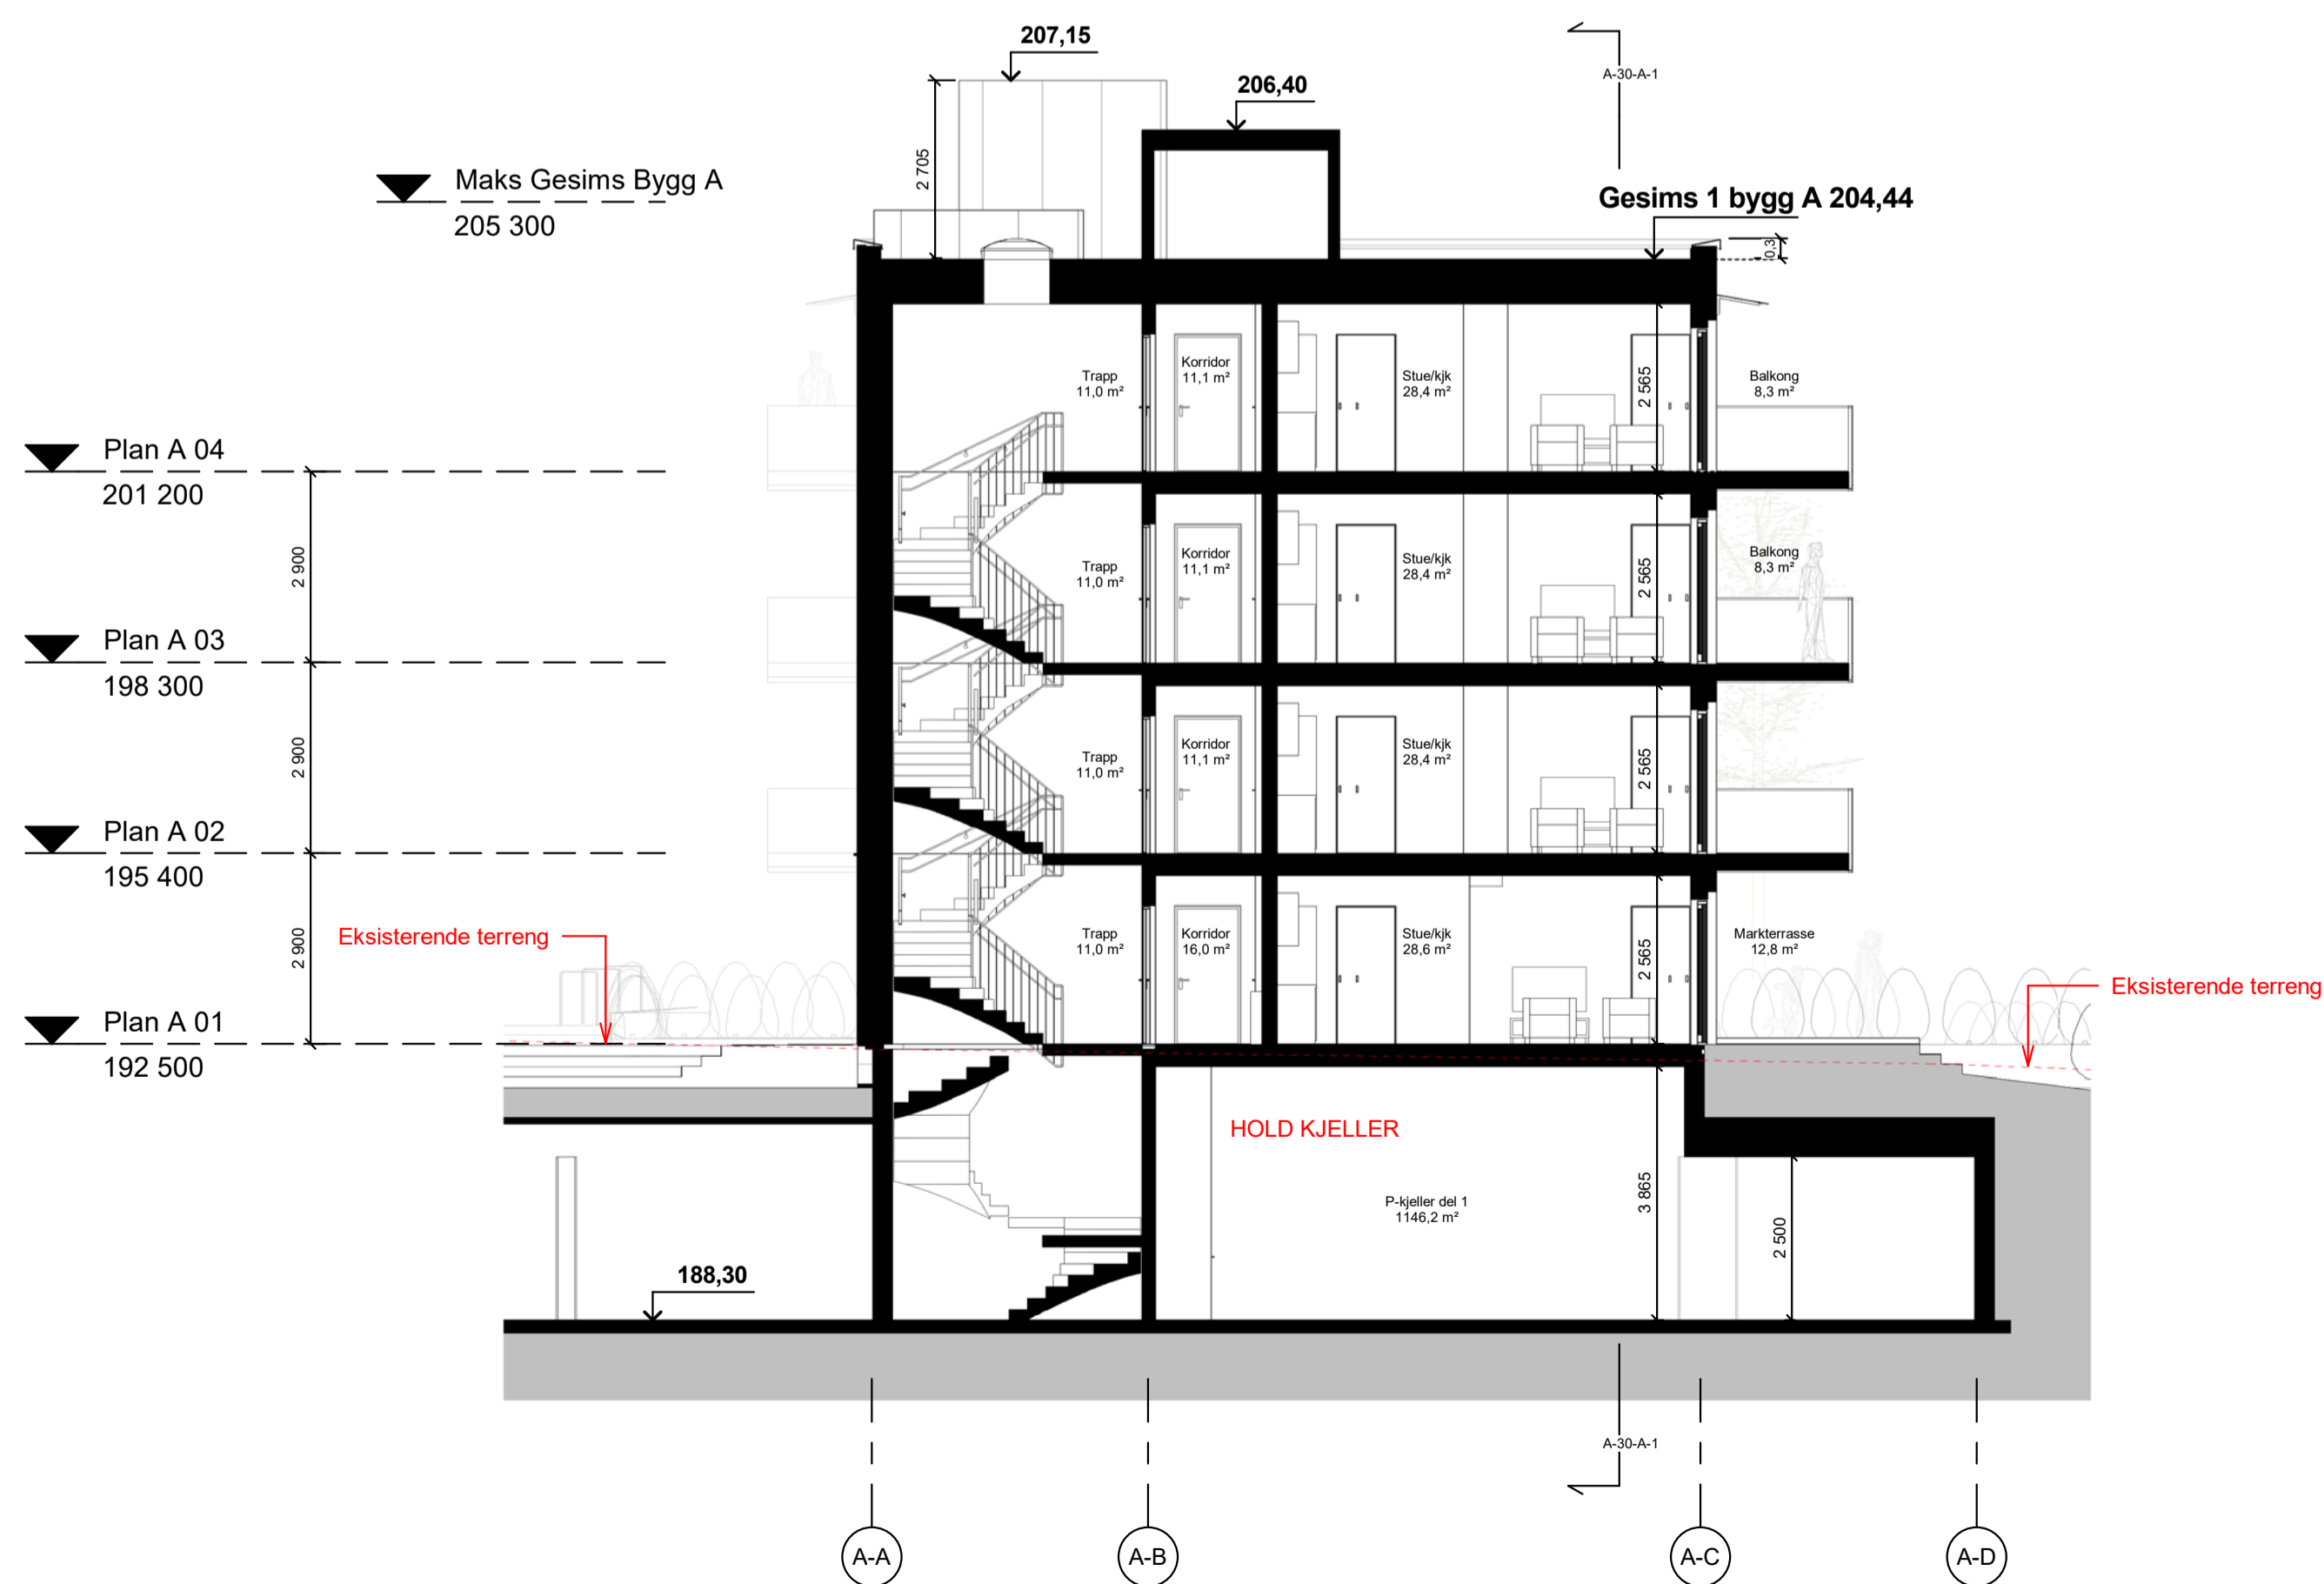 207,15
206,40
A-30-A-1
2 705
Maks Gesims Bygg A
205 300
Gesims 1 bygg A 204,44
0,3
Trapp
11,0 m²
Korridor
11,1 m²
Stue/kjk
28,4 m²
2 565
Balkong
8,3 m²
Plan A 04
201 200
2 900
Trapp
11,0 m²
Korridor
11,1 m²
Stue/kjk
28,4 m²
2 565
Balkong
8,3 m²
Plan A 03
198 300
2 900
Trapp
11,0 m²
Korridor
11,1 m²
Stue/kjk
28,4 m²
2 565
Plan A 02
195 400
2 900
Eksisterende terreng
Trapp
11,0 m²
Korridor
16,0 m²
Stue/kjk
28,6 m²
2 565
Markterrasse
12,8 m²
Eksisterende terreng
Plan A 01
192 500
HOLD KJELLER
P-kjeller del 1
1146,2 m²
3 865
2 500
188,30
A-30-A-1
A-A
A-B
A-C
A-D